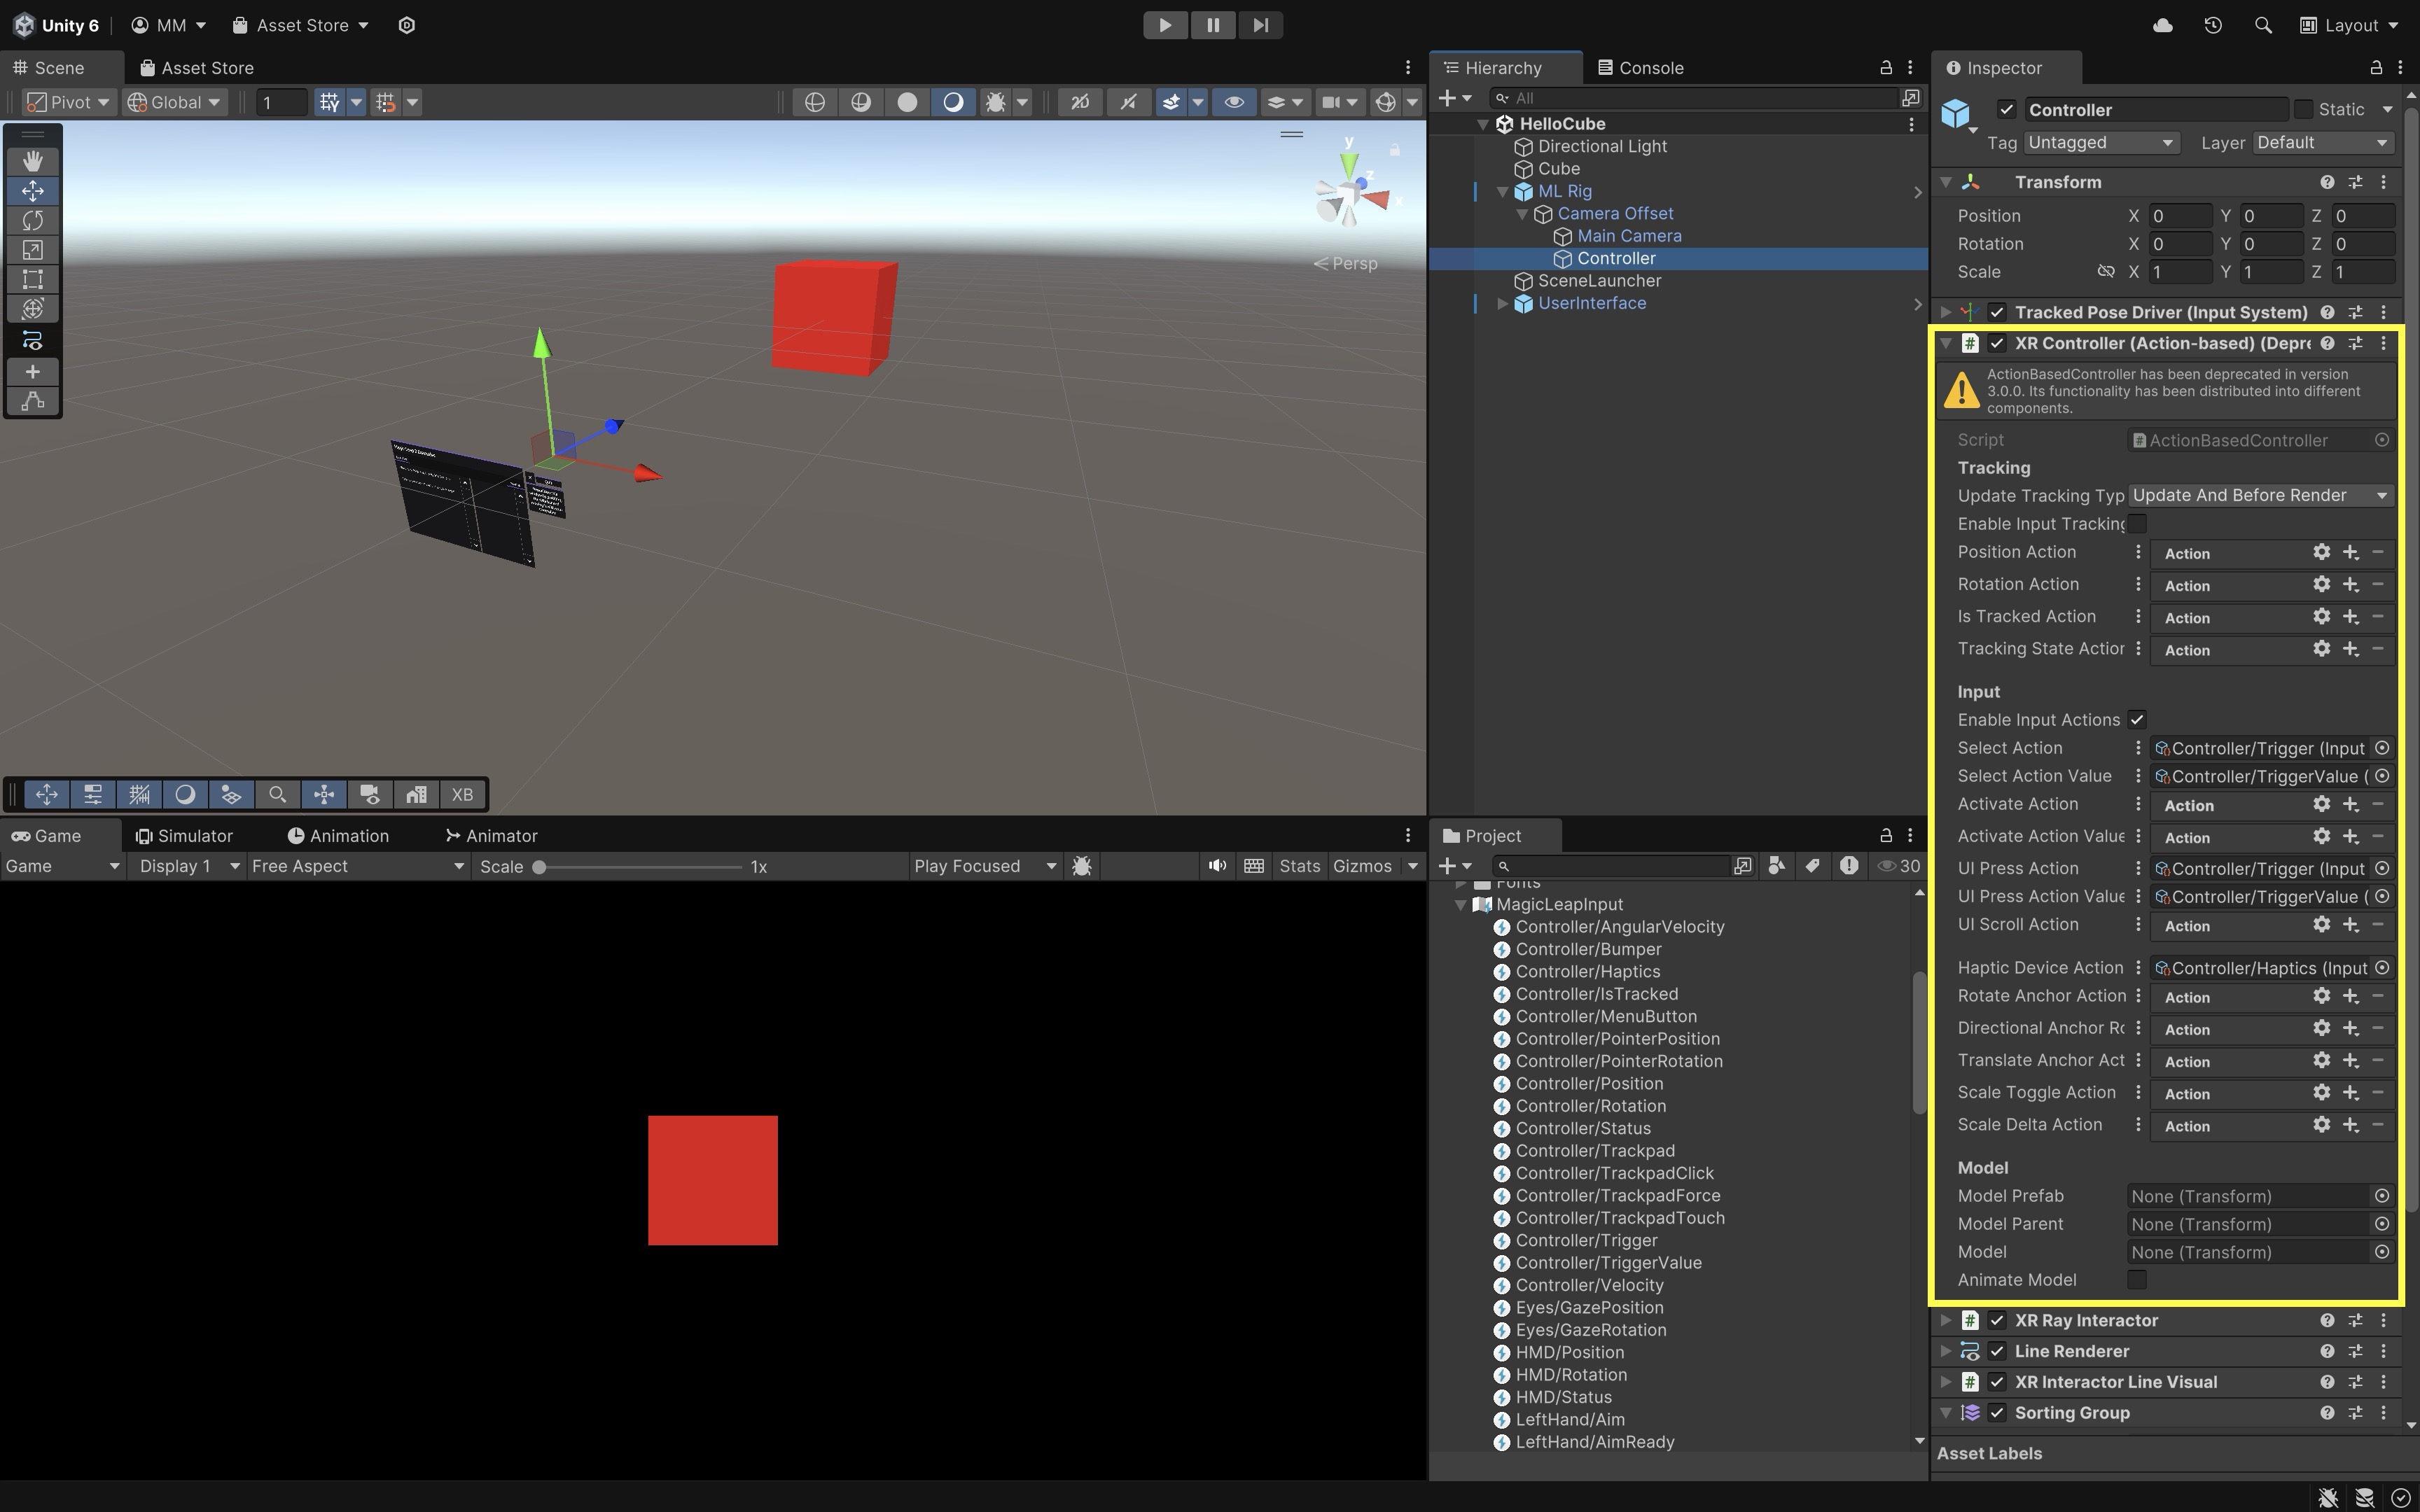 Unity 6 MM Asset Store Layout
Scene Asset Store
Pivot Global 1 2D
y
z
x
Persp
XB
Game Simulator Animation Animator
Game Display 1 Free Aspect Scale 1x Play Focused Stats Gizmos
Hierarchy Console
All
HelloCube
Directional Light
Cube
ML Rig
Camera Offset
Main Camera
Controller
SceneLauncher
UserInterface
Project
30
Fonts
MagicLeapInput
Controller/AngularVelocity
Controller/Bumper
Controller/Haptics
Controller/IsTracked
Controller/MenuButton
Controller/PointerPosition
Controller/PointerRotation
Controller/Position
Controller/Rotation
Controller/Status
Controller/Trackpad
Controller/TrackpadClick
Controller/TrackpadForce
Controller/TrackpadTouch
Controller/Trigger
Controller/TriggerValue
Controller/Velocity
Eyes/GazePosition
Eyes/GazeRotation
HMD/Position
HMD/Rotation
HMD/Status
LeftHand/Aim
LeftHand/AimReady
Inspector
Controller Static
Tag Untagged Layer Default
Transform
Position X 0 Y 0 Z 0
Rotation X 0 Y 0 Z 0
Scale X 1 Y 1 Z 1
Tracked Pose Driver (Input System)
XR Controller (Action-based) (Depre
ActionBasedController has been deprecated in version
3.0.0. Its functionality has been distributed into different
components.
Script ActionBasedController
Tracking
Update Tracking Typ Update And Before Render
Enable Input Tracking
Position Action Action
Rotation Action Action
Is Tracked Action Action
Tracking State Action Action
Input
Enable Input Actions
Select Action Controller/Trigger (Input
Select Action Value Controller/TriggerValue (
Activate Action Action
Activate Action Value Action
UI Press Action Controller/Trigger (Input
UI Press Action Value Controller/TriggerValue (
UI Scroll Action Action
Haptic Device Action Controller/Haptics (Input
Rotate Anchor Action Action
Directional Anchor Ro Action
Translate Anchor Act Action
Scale Toggle Action Action
Scale Delta Action Action
Model
Model Prefab None (Transform)
Model Parent None (Transform)
Model None (Transform)
Animate Model
XR Ray Interactor
Line Renderer
XR Interactor Line Visual
Sorting Group
Asset Labels